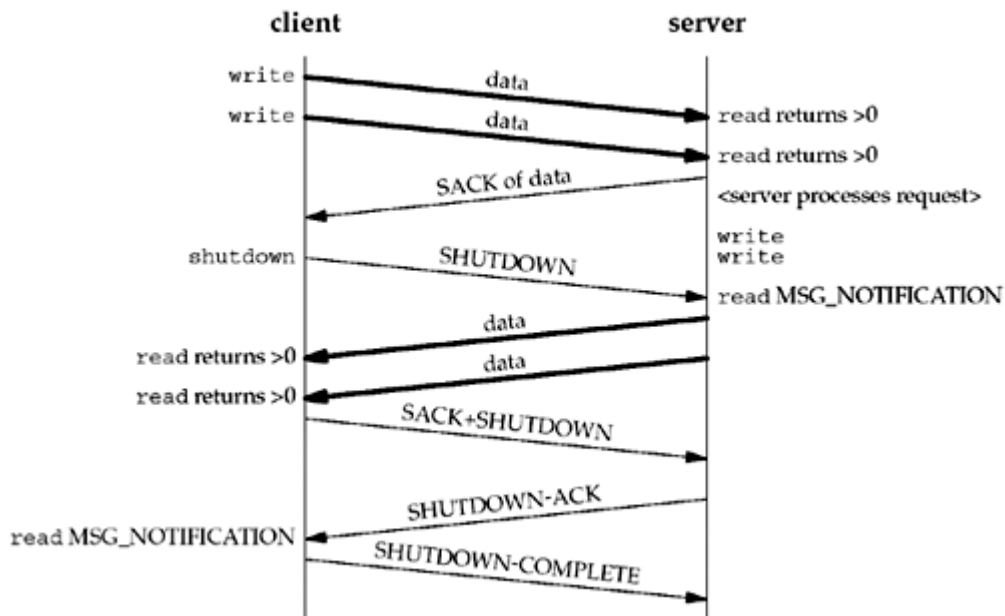 client server
write data
read returns >0
write data
read returns >0
SACK of data
<server processes request>
write
write
shutdown SHUTDOWN
read MSG_NOTIFICATION
data
read returns >0
data
read returns >0
SACK+SHUTDOWN
SHUTDOWN-ACK
read MSG_NOTIFICATION
SHUTDOWN-COMPLETE